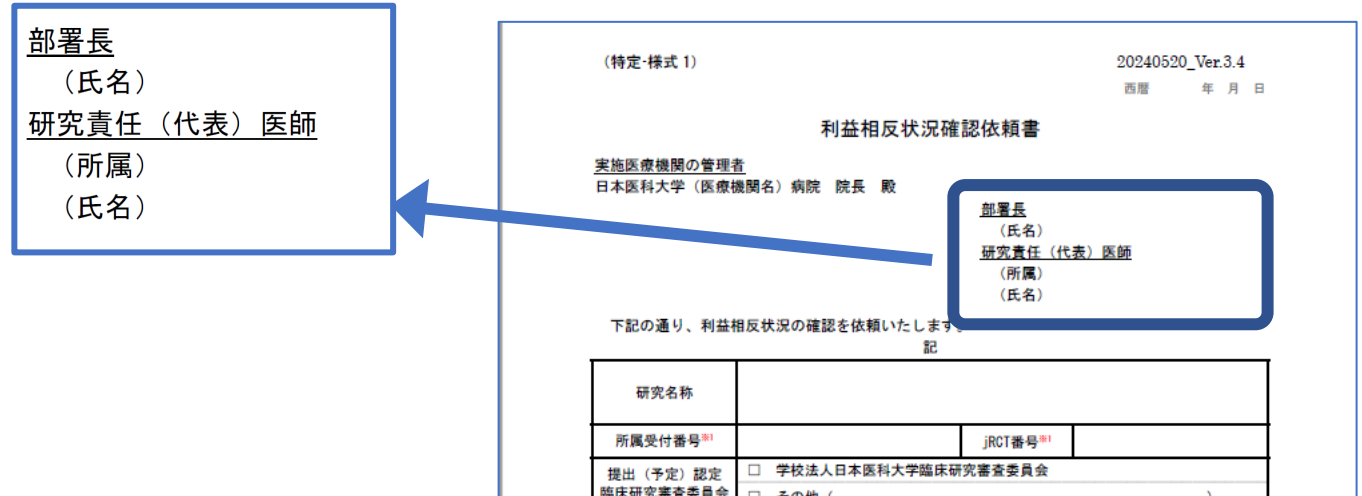 部署長
（氏名）
研究責任（代表）医師
（所属）
（氏名）
（特定-様式 1）
20240520_Ver.3.4
西暦　　　年　月　日
利益相反状況確認依頼書
実施医療機関の管理者
日本医科大学（医療機関名）病院　院長　殿
部署長
（氏名）
研究責任（代表）医師
（所属）
（氏名）
下記の通り、利益相反状況の確認を依頼いたします。
記
研究名称
所属受付番号※1
jRCT番号※1
提出（予定）認定
臨床研究審査委員会
□　学校法人日本医科大学臨床研究審査委員会
□　その他（　　　　　　　　　　）